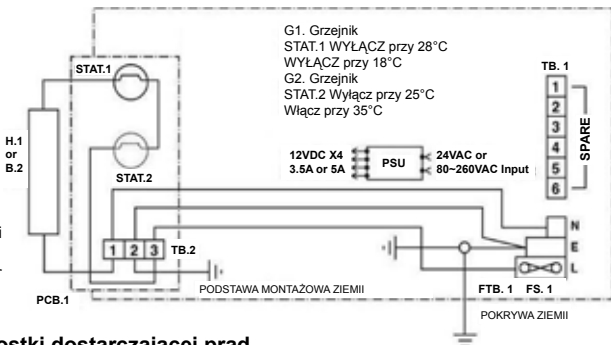 G1. Grzejnik
STAT.1 WYŁĄCZ przy 28°C
WYŁĄCZ przy 18°C
G2. Grzejnik
STAT.2 Wyłącz przy 25°C
Włącz przy 35°C
STAT.1
STAT.2
H.1
or
B.2
12VDC X4
3.5A or 5A
PSU
24VAC or
80~260VAC Input
TB. 1
1
2
3
4
5
6
SPARE
1 2 3
TB.2
PCB.1
PODSTAWA MONTAŻOWA ZIEMII
N
E
L
FTB. 1
FS. 1
POKRYWA ZIEMII
ostki dostarczającej prąd